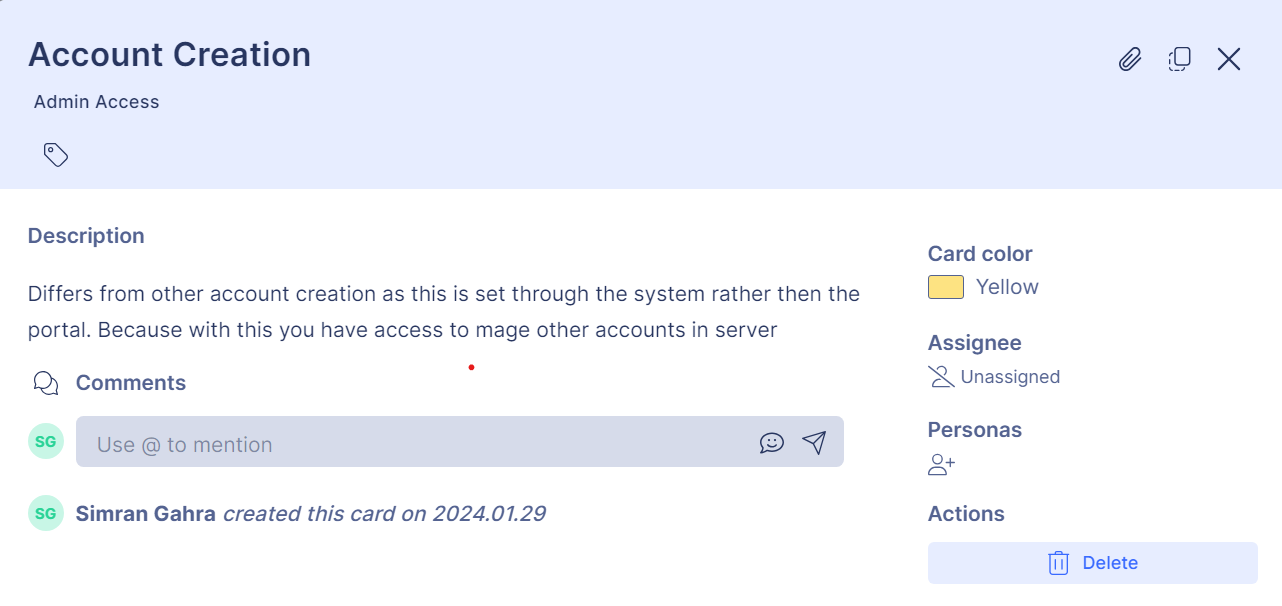 Account Creation
Admin Access
Description
Differs from other account creation as this is set through the system rather then the
portal. Because with this you have access to mage other accounts in server
Comments
SG
Use @ to mention
SG
Simran Gahra created this card on 2024.01.29
Card color
Yellow
Assignee
Unassigned
Personas
Actions
Delete